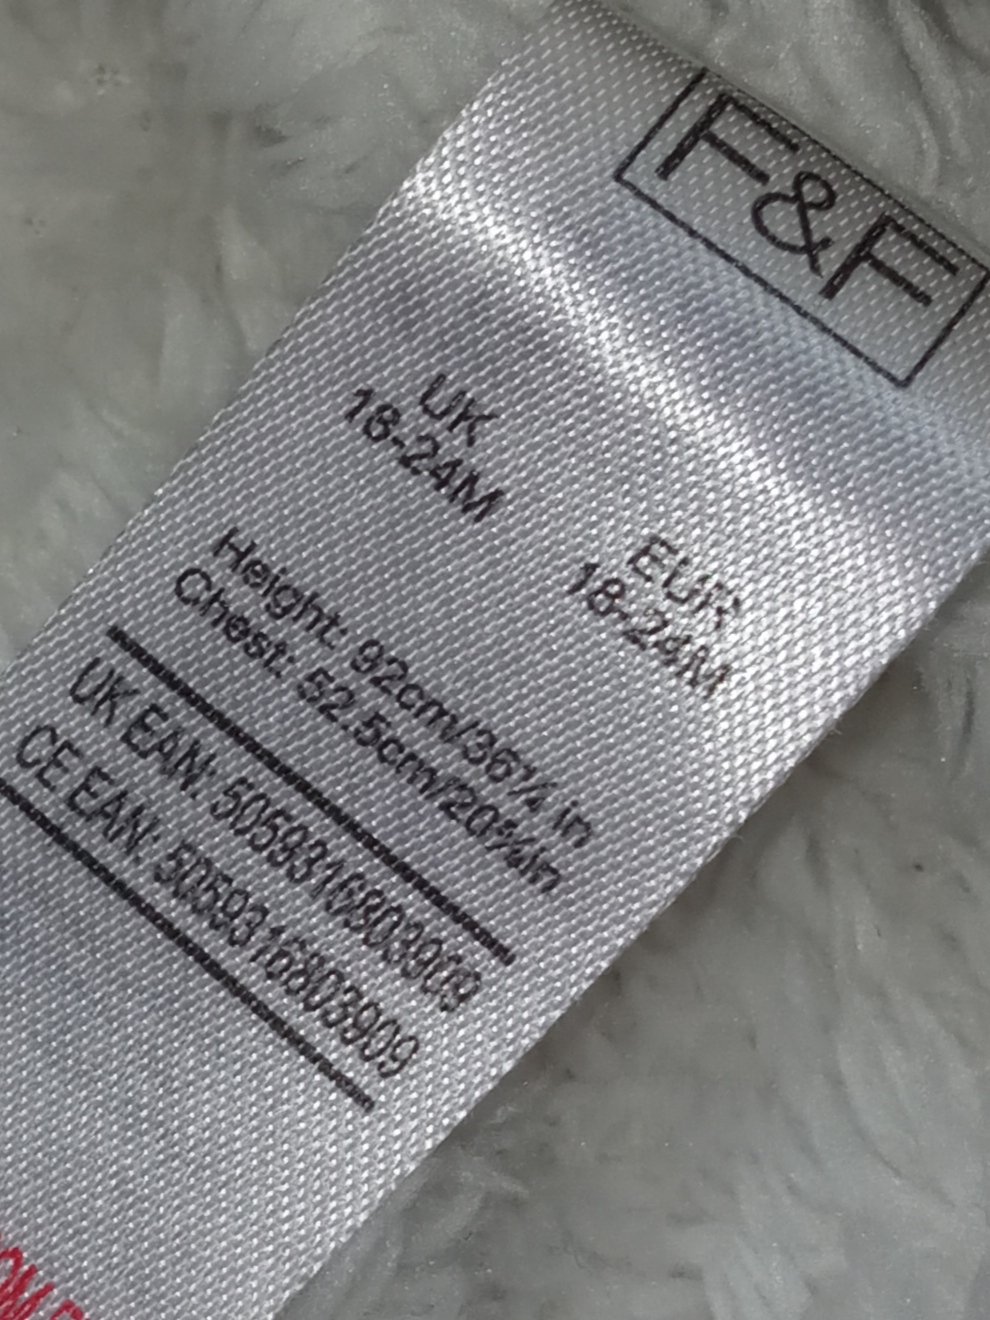 F&F
UK
18-24M
EUR
18-24M
Height: 92cm/36¼ in
Chest: 52.5cm/20¾in
UK EAN: 5059316803909
CE EAN: 5059316803909